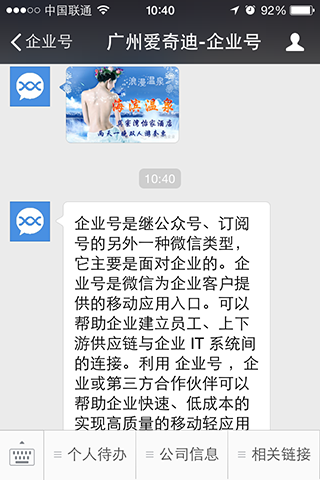 中国联通 10:40 92%
企业号 广州爱奇迪-企业号
浪漫温泉
海滨温泉
两天一晚双人游套票
10:40
企业号是继公众号、订阅
号的另外一种微信类型，
它主要是面对企业的。企
业号是微信为企业客户提
供的移动应用入口。可以
帮助企业建立员工、上下
游供应链与企业 IT 系统间
的连接。利用 企业号 ，企
业或第三方合作伙伴可以
帮助企业快速、低成本的
实现高质量的移动轻应用
个人待办 公司信息 相关链接